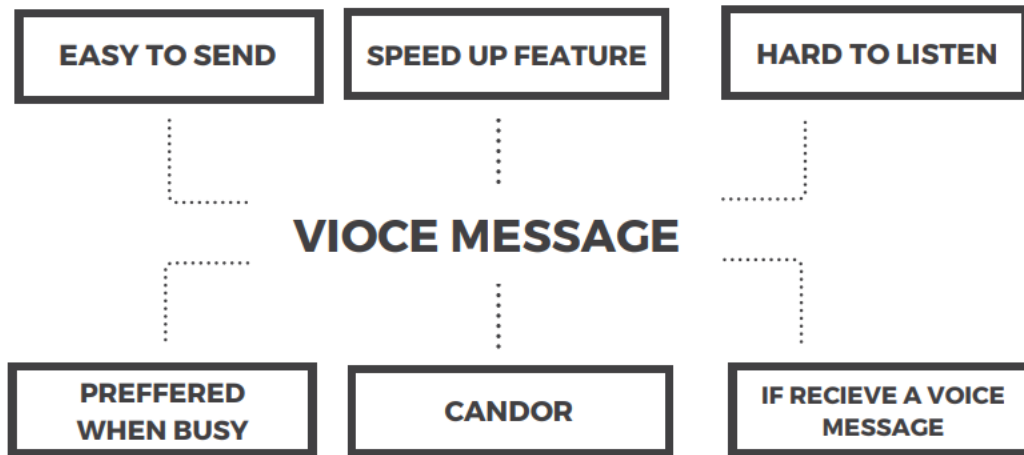 EASY TO SEND
SPEED UP FEATURE
HARD TO LISTEN
VIOCE MESSAGE
PREFFERED
WHEN BUSY
CANDOR
IF RECIEVE A VOICE
MESSAGE